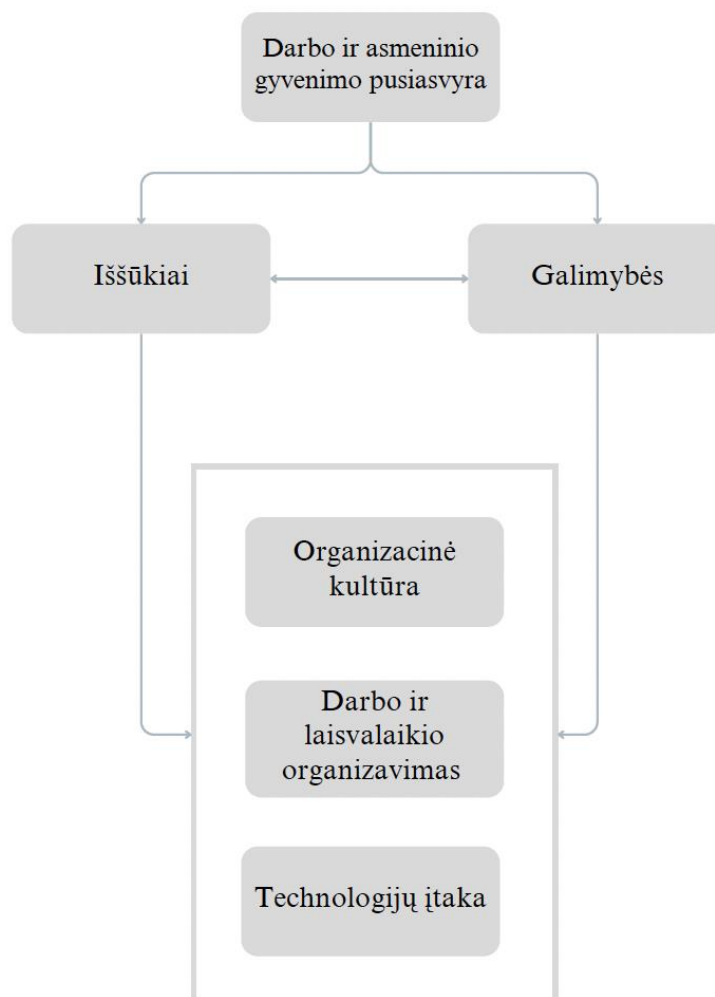 Darbo ir asmeninio
gyvenimo pusiasvyra
Iššūkiai
Galimybės
Organizacinė
kultūra
Darbo ir
laisvalaikio
organizavimas
Technologijų įtaka